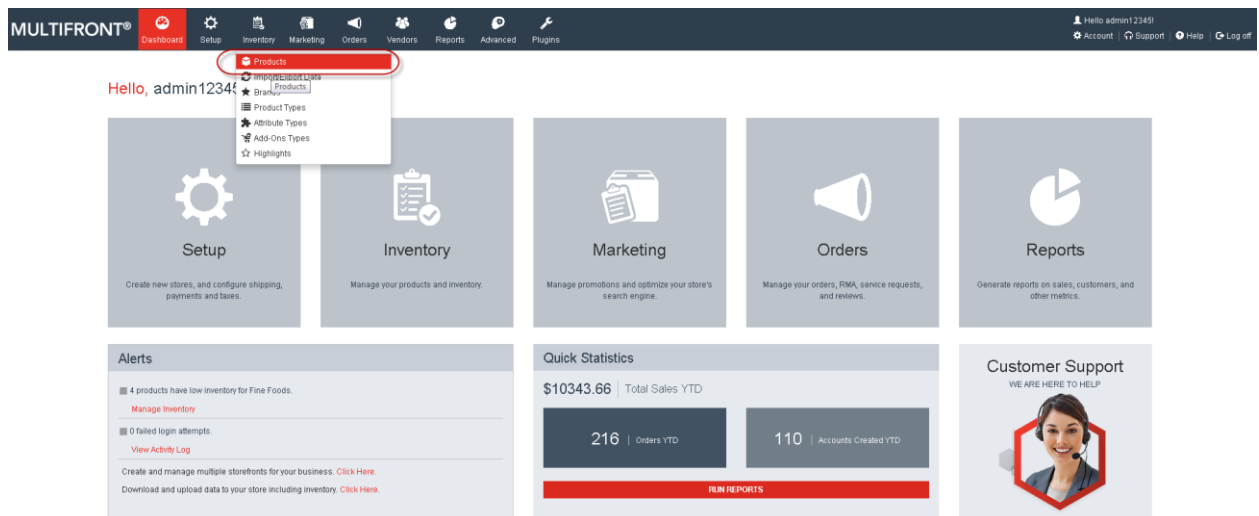 MULTIFRONT®
Dashboard
Setup
Inventory
Marketing
Orders
Vendors
Reports
Advanced
Plugins
Hello admin12345!
Account | Support | Help | Log off
Products
Import/Export Data
Products
Brands
Product Types
Attribute Types
Add-Ons Types
Highlights
Hello, admin12345
Setup
Create new stores, and configure shipping,
payments and taxes.
Inventory
Manage your products and inventory.
Marketing
Manage promotions and optimize your store's
search engine.
Orders
Manage your orders, RMA, service requests,
and reviews.
Reports
Generate reports on sales, customers, and
other metrics.
Alerts
4 products have low inventory for Fine Foods.
Manage Inventory
0 failed login attempts.
View Activity Log
Create and manage multiple storefronts for your business. Click Here.
Download and upload data to your store including inventory. Click Here.
Quick Statistics
$10343.66 | Total Sales YTD
216 | Orders YTD
110 | Accounts Created YTD
RUN REPORTS
Customer Support
WE ARE HERE TO HELP